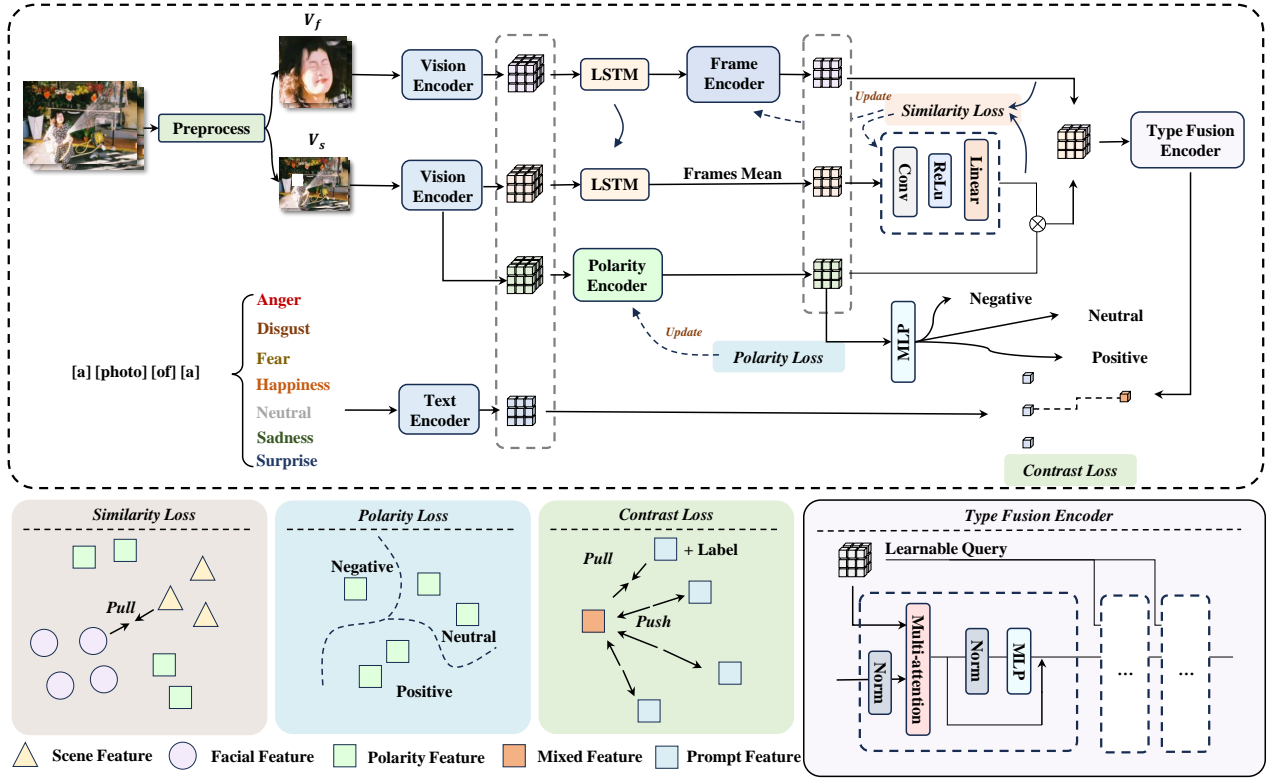 V_f
Vision
Encoder
LSTM
Frame
Encoder
Update
Similarity Loss
Preprocess
Type Fusion
Encoder
V_s
Vision
Encoder
LSTM
Frames Mean
Conv
ReLu
Linear
Polarity
Encoder
Update
Polarity Loss
MLP
Negative
Neutral
Positive
[a] [photo] [of] [a]
Anger
Disgust
Fear
Happiness
Neutral
Sadness
Surprise
Text
Encoder
Contrast Loss
Similarity Loss
Pull
Polarity Loss
Negative
Neutral
Positive
Contrast Loss
Pull
+ Label
Push
Type Fusion Encoder
Learnable Query
Norm
Multi-attention
Norm
MLP
...
...
Scene Feature
Facial Feature
Polarity Feature
Mixed Feature
Prompt Feature